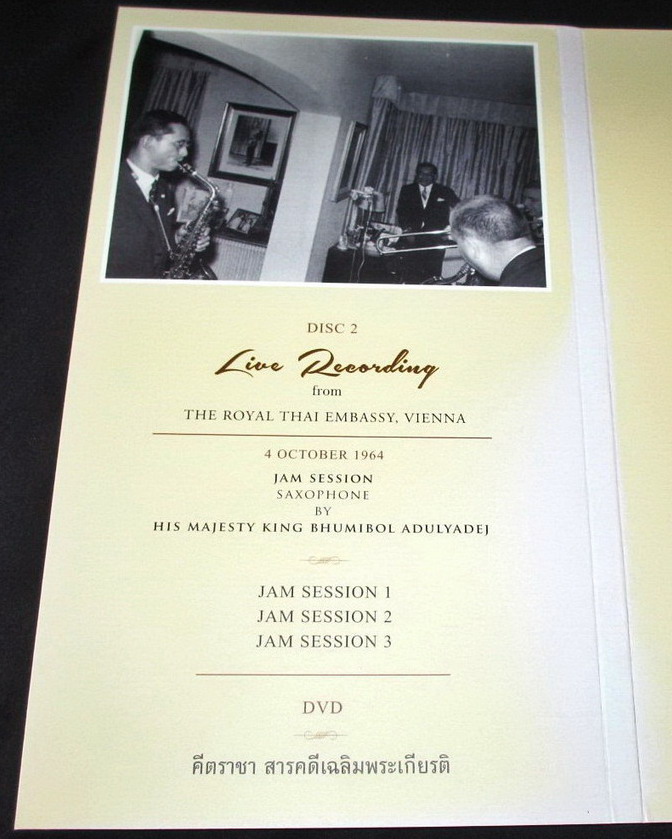 DISC 2
Live Recording
from
THE ROYAL THAI EMBASSY, VIENNA
4 OCTOBER 1964
JAM SESSION
SAXOPHONE
BY
HIS MAJESTY KING BHUMIBOL ADULYADEJ
JAM SESSION 1
JAM SESSION 2
JAM SESSION 3
DVD
คีตราชา สารคดีเฉลิมพระเกียรติ